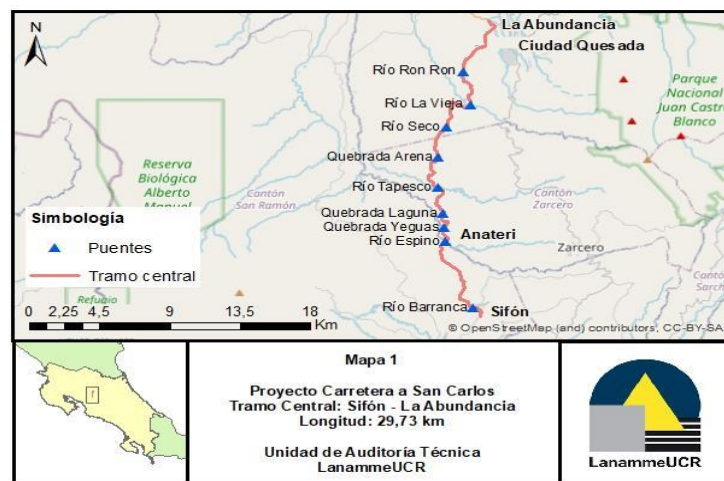 N
La Abundancia
Ciudad Quesada
Río Ron Ron
Parque
Nacional
Juan Castro
Blanco
Río La Vieja
Río Seco
Quebrada Arena
Reserva
Biológica
Alberto
Manuel
Cantón
San Ramón
Río Tapesco
Cantón
Zarcero
Simbología
Puentes
Tramo central
Quebrada Laguna
Quebrada Yeguas
Río Espino
Anateri
Zarcero
Cantó
Sarch
Refugio
Río Barranca
Sifón
0 2,25 4,5 9 13,5 18
Km
© OpenStreetMap (and) contributors, CC-BY-SA
Mapa 1
Proyecto Carretera a San Carlos
Tramo Central: Sifón - La Abundancia
Longitud: 29,73 km
Unidad de Auditoría Técnica
LanammeUCR
LanammeUCR